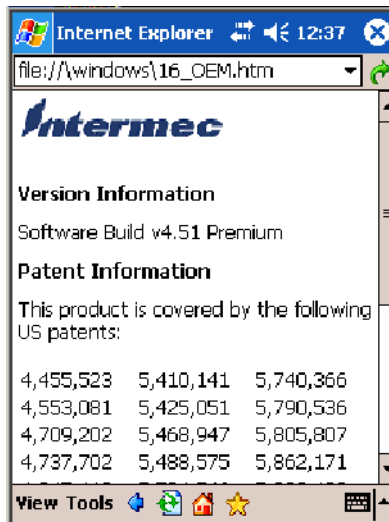 Internet Explorer 12:37
file://\windows\16_OEM.htm
Intermec
Version Information
Software Build v4.51 Premium
Patent Information
This product is covered by the following
US patents:
4,455,523 5,410,141 5,740,366
4,553,081 5,425,051 5,790,536
4,709,202 5,468,947 5,805,807
4,737,702 5,488,575 5,862,171
View Tools